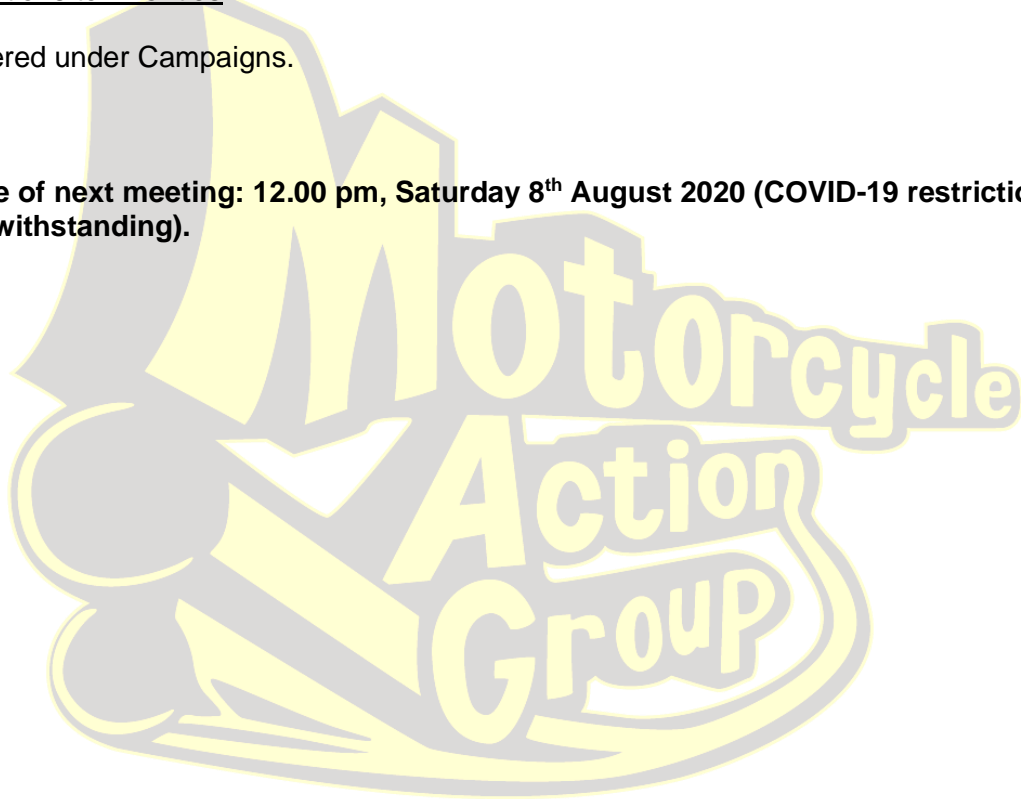 ered under Campaigns.
e of next meeting: 12.00 pm, Saturday 8th August 2020 (COVID-19 restrictio
withstanding).
Motorcycle
Action
Group